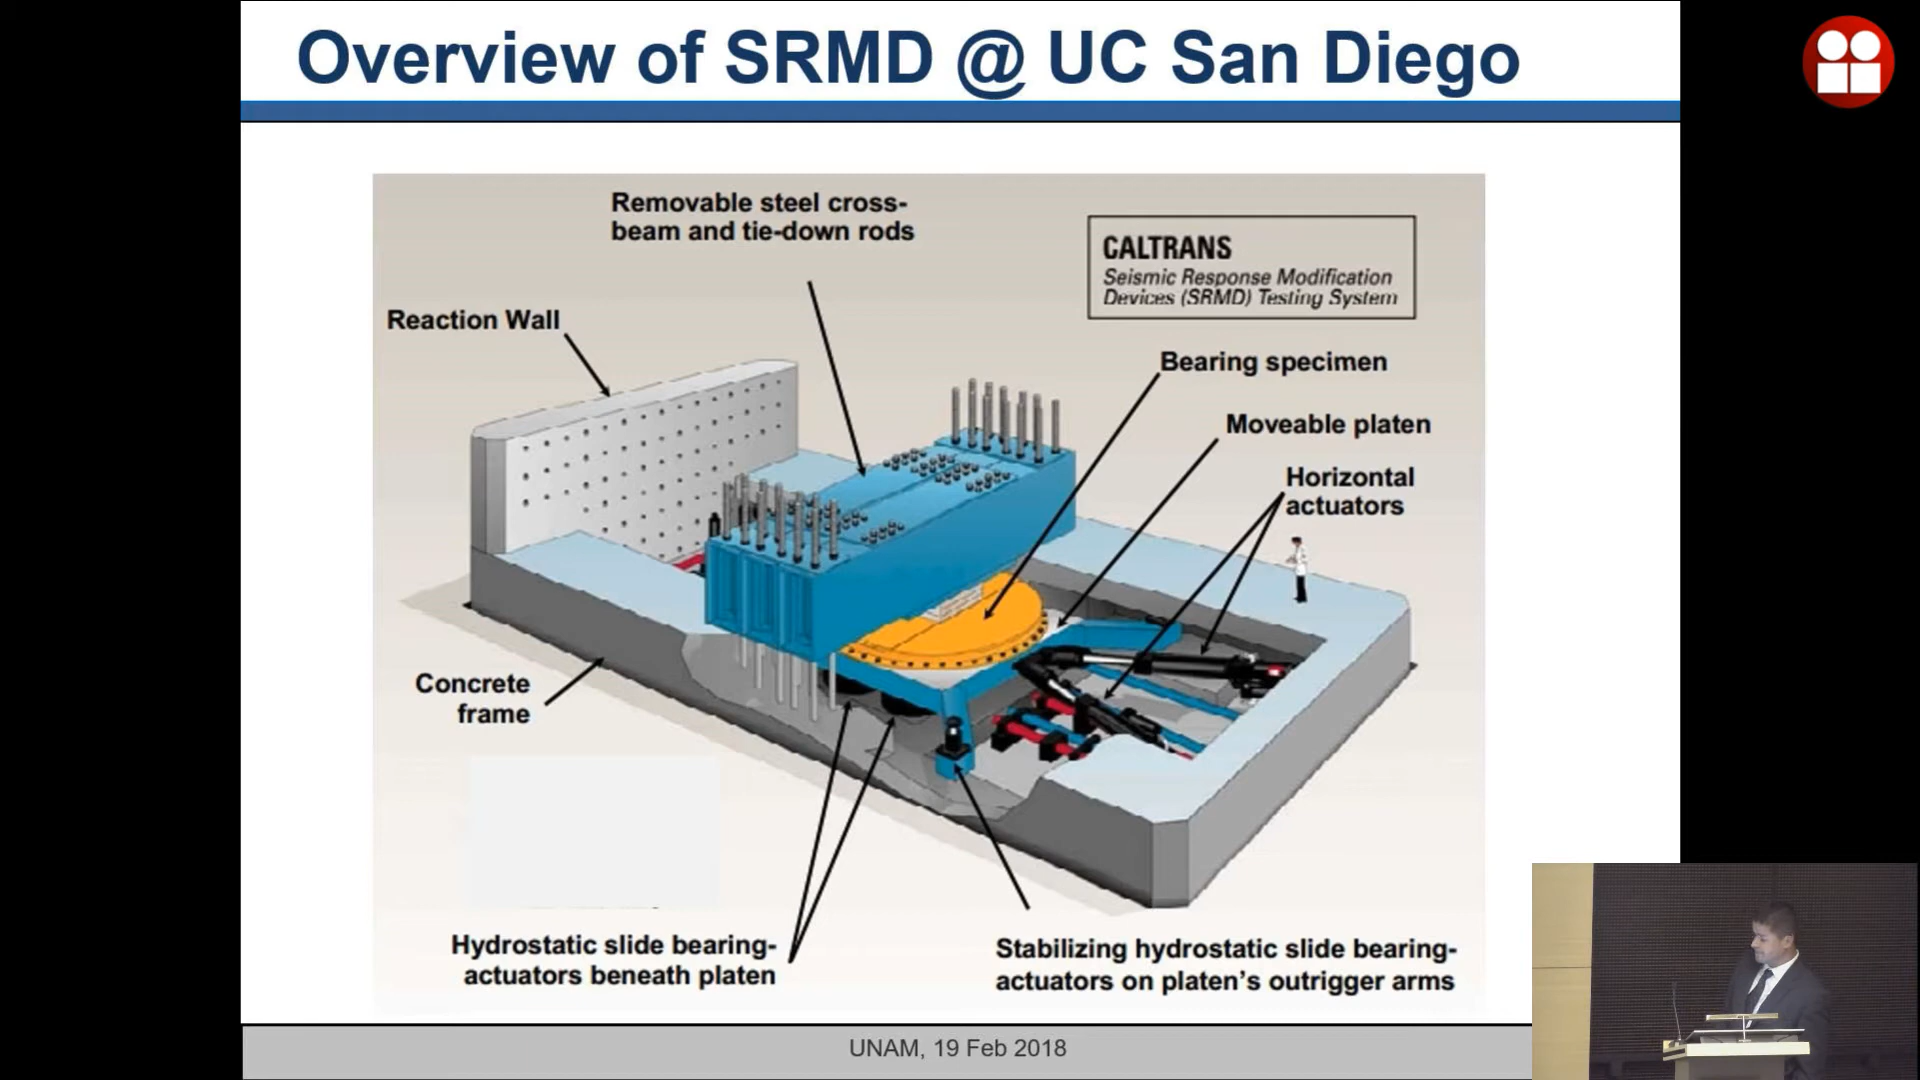 Overview of SRMD @ UC San Diego
Removable steel cross-
beam and tie-down rods
CALTRANS
Seismic Response Modification
Devices (SRMD) Testing System
Reaction Wall
Bearing specimen
Moveable platen
Horizontal
actuators
Concrete
frame
Hydrostatic slide bearing-
actuators beneath platen
Stabilizing hydrostatic slide bearing-
actuators on platen's outrigger arms
UNAM, 19 Feb 2018